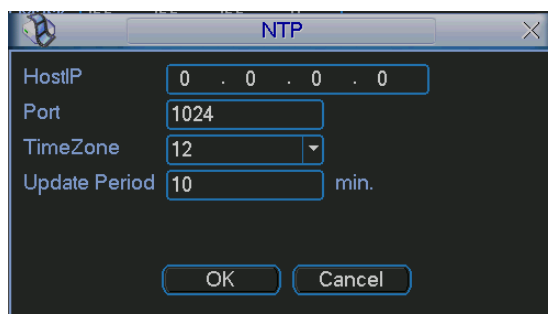 NTP
HostIP 0 . 0 . 0 . 0
Port 1024
TimeZone 12
Update Period 10 min.
OK Cancel